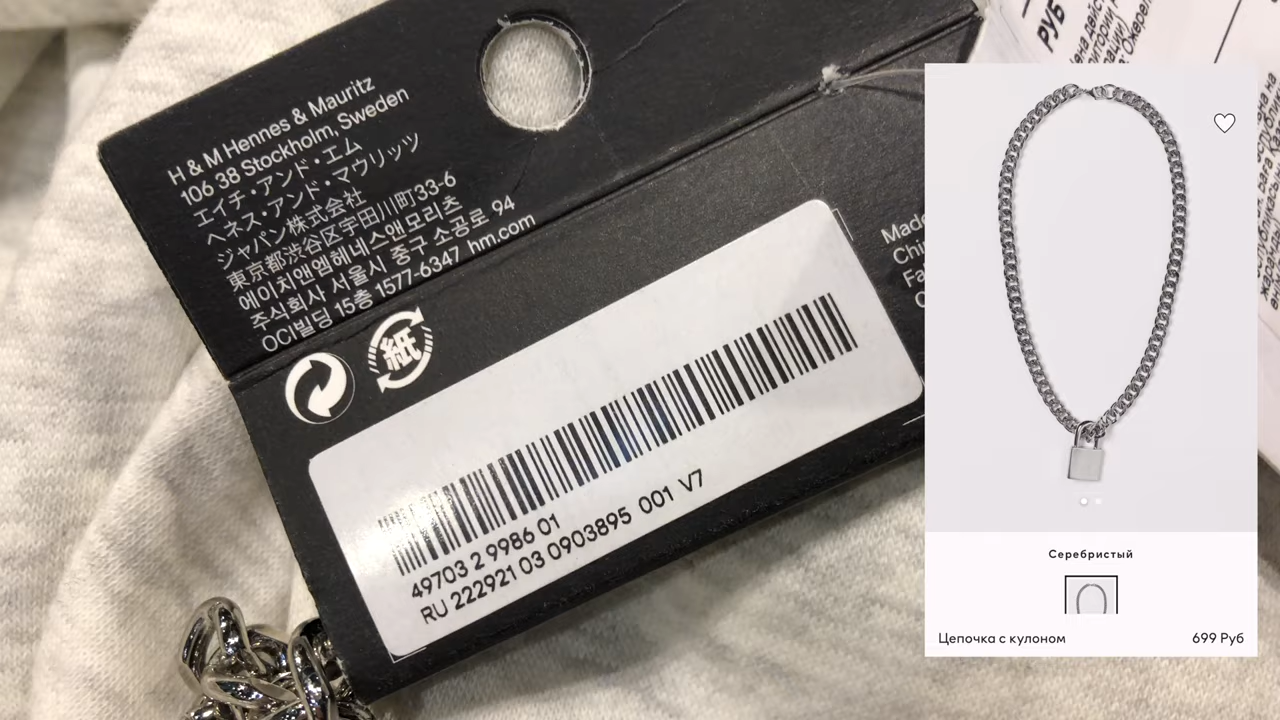 H & M Hennes & Mauritz
106 38 Stockholm, Sweden
エイチ・アンド・エム
ヘネス・アンド・マウリッツ
ジャパン株式会社
東京都渋谷区宇田川町33-6
에이치앤엠헤네스앤모리츠
주식회사 서울시 중구 소공로 94
OCI빌딩 15층 1577-6347 hm.com
紙
49703 2 9986 01
RU 222921 03 0903895 001 V7
Made
РУБ
Серебристый
Цепочка с кулоном
699 Руб